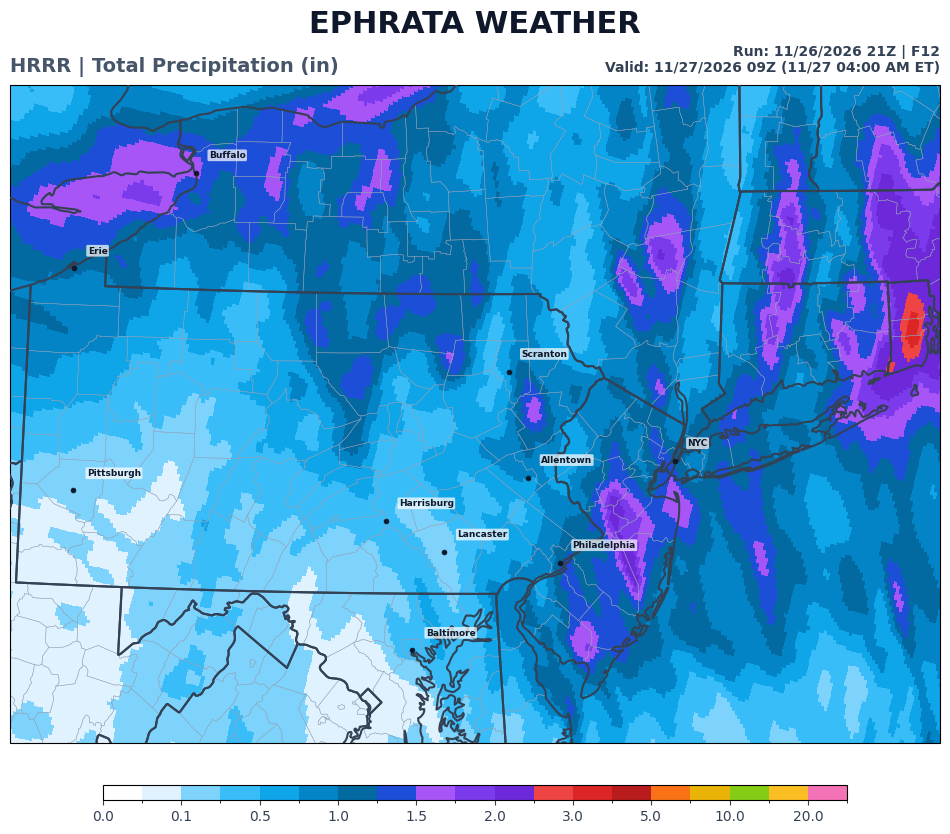 EPHRATA WEATHER
HRRR | Total Precipitation (in)
Run: 11/26/2026 21Z | F12
Valid: 11/27/2026 09Z (11/27 04:00 AM ET)
Buffalo
Erie
Scranton
NYC
Allentown
Pittsburgh
Harrisburg
Lancaster
Philadelphia
Baltimore
0.0 0.1 0.5 1.0 1.5 2.0 3.0 5.0 10.0 20.0